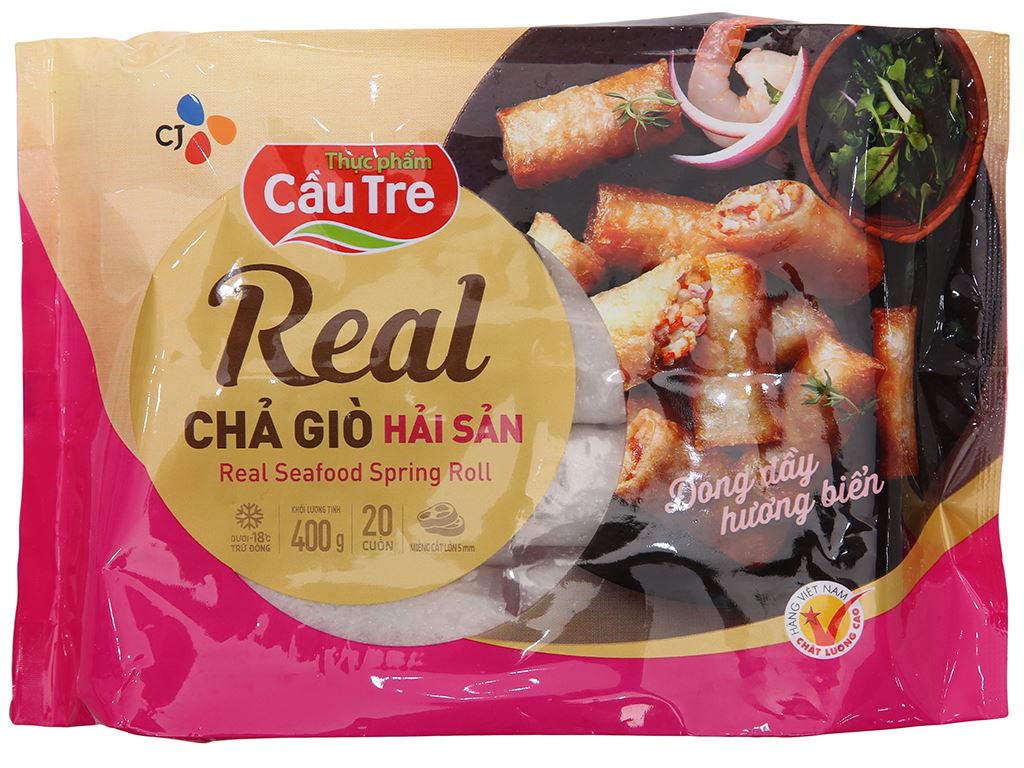 CJ
Thực phẩm
CẦU TRE
Real
CHẢ GIÒ HẢI SẢN
Real Seafood Spring Roll
DƯỚI -18°C
TRỮ ĐÔNG
KHỐI LƯỢNG TỊNH
400 g
20
CUỐN
MIẾNG CẮT LỚN 5 mm
Dong đầy
hương biển
HÀNG VIỆT NAM
CHẤT LƯỢNG CAO